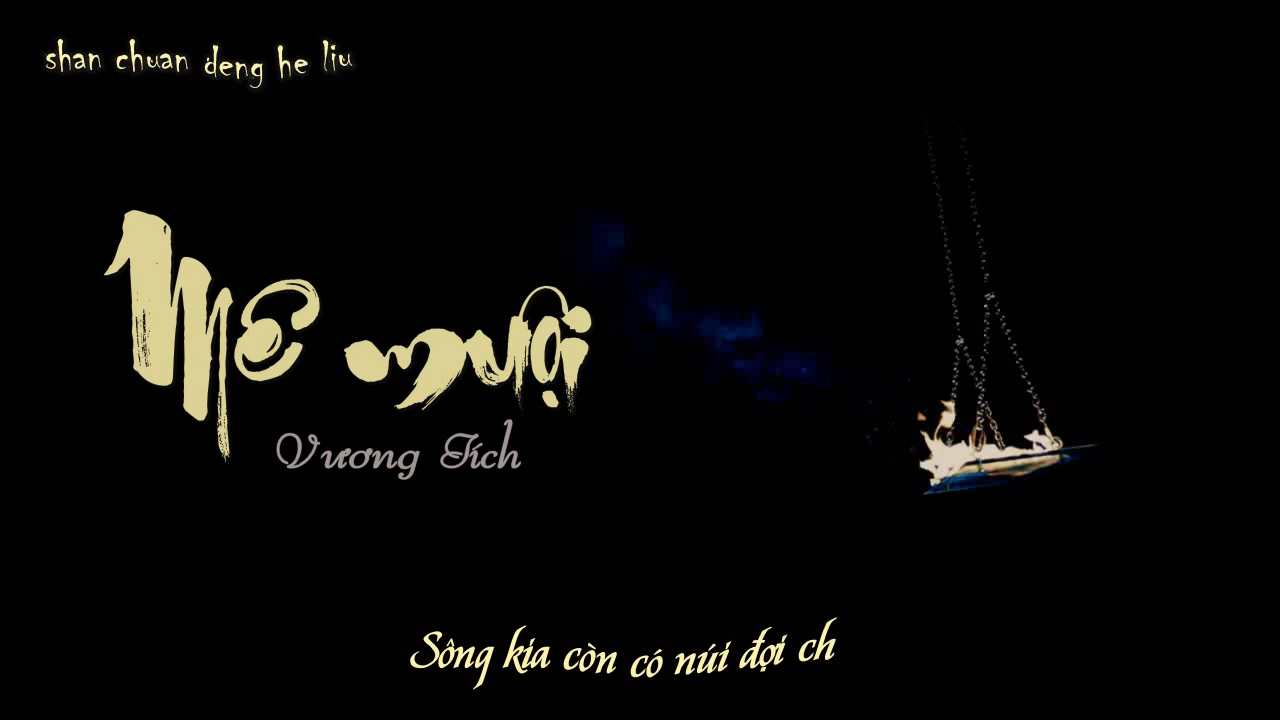 shan chuan deng he liu
Mê muội
Vương Tích
Sông kia còn có núi đợi ch